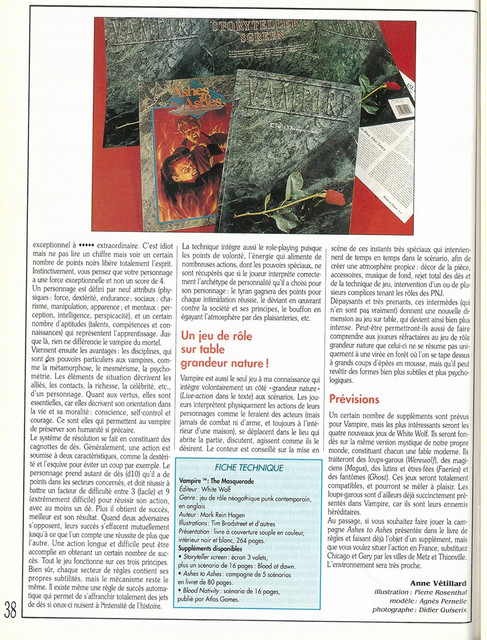 STORYTELLERS
SCREEN
VAMPIRE
Ashes
to
Ashes
VAMPIRE
exceptionnel à ••••• extraordinaire. C'est idiot
mais ne pas lire un chiffre mais voir un certain
nombre de points noirs libère totalement l'esprit.
Instinctivement, vous pensez que votre personnage
a une force exceptionnelle et non un score de 4.
Un personnage est défini par neuf attributs (phy-
siques : force, dextérité, endurance ; sociaux : cha-
risme, manipulation, apparence ; et mentaux : per-
ception, intelligence, perspicacité), et un certain
nombre d'aptitudes (talents, compétences et con-
naissances) qui représentent l'apprentissage. Jus-
que là, rien de différencie le vampire du mortel.
Viennent ensuite les avantages : les disciplines, qui
sont des pouvoirs particuliers aux vampires, com-
me la métamorphose, le mesmérisme, la psycho-
métrie. Les éléments de situation décrivent les
alliés, les contacts, la richesse, la célébrité, etc.,
d'un personnage. Quant aux vertus, elles sont
essentielles, car elles décrivent son orientation dans
la vie et sa moralité : conscience, self-control et
courage. Ce sont elles qui permettent au vampire
de préserver son humanité si précaire.
Le système de résolution se fait en constituant des
cagnottes de dés. Généralement, une action est
soumise à deux caractéristiques, comme la dextéri-
té et l'esquive pour éviter un coup par exemple. Le
personnage prend autant de dés (d10) qu'il a de
points dans les secteurs concernés, et doit réussir à
battre un facteur de difficulté entre 3 (facile) et 9
(extrêmement difficile) pour réussir son action,
avec au moins un dé. Plus il obtient de succès,
meilleur est son résultat. Quand deux adversaires
s'opposent, leurs succès s'effacent mutuellement
jusqu'à ce que l'un compte une réussite de plus que
l'autre. Une action longue et difficile peut être
accomplie en obtenant un certain nombre de suc-
cès. Tout le jeu fonctionne sur ces trois principes.
Bien sûr, chaque secteur de règles contient ses
propres subtilités, mais le mécanisme reste le
même. Il existe même une règle de succès automa-
tique qui permet de s'affranchir totalement des jets
de dés si ceux-ci nuisent à l'intensité de l'histoire.
La technique intègre aussi le role-playing puisque
les points de volonté, l'énergie qui alimente de
nombreuses actions, dont les pouvoirs spéciaux, ne
sont récupérés que si le joueur interprète correcte-
ment l'archétype de personnalité qu'il a choisi pour
son personnage : le tyran gagne des points pour
chaque intimidation réussie, le déviant en œuvrant
contre la société et ses principes, le bouffon en
égayant l'atmosphère par des plaisanteries, etc.
Un jeu de rôle
sur table
grandeur nature !
Vampire est aussi le seul jeu à ma connaissance qui
intègre volontairement un côté « grandeur nature »
(Live-action dans le texte) aux scénarios. Les jou-
eurs interprètent physiquement les actions de leurs
personnages comme le feraient des acteurs (mais
jamais de combat ni d'arme, et toujours à l'inté-
rieur d'une maison), se déplacent dans le lieu qui
abrite la partie, discutent, agissent comme ils le
désirent. Le conteur est conseillé sur la mise en
FICHE TECHNIQUE
Vampire ™: The Masquerade
Editeur : White Wolf
Genre : jeu de rôle néogothique punk contemporain,
en anglais
Auteur : Mark Rein Hagen
Illustrations : Tim Bradstreet et d'autres
Présentation : livre à couverture souple en couleur,
intérieur noir et blanc, 264 pages.
Suppléments disponibles
• Storyteller screen : écran 3 volets,
plus un scénario de 16 pages : Blood at dawn.
• Ashes to Ashes : campagne de 5 scénarios
en livret de 80 pages.
• Blood Nativity : scénario de 16 pages,
publié par Atlas Games.
scène de ces instants très spéciaux qui intervien-
nent de temps en temps dans le scénario, afin de
créer une atmosphère propice : décor de la pièce,
accessoires, musique de fond, rejet total des dés et
de la technique de jeu, intervention d'un ou de plu-
sieurs complices tenant les rôles des PNJ.
Dépaysants et très prenants, ces intermèdes (qui
n'en sont pas vraiment) donnent une nouvelle di-
mension au jeu sur table, qui devient ainsi bien plus
intense. Peut-être permettront-ils aussi de faire
comprendre aux joueurs réfractaires au jeu de rôle
grandeur nature que celui-ci ne se résume pas uni-
quement à une virée en forêt où l'on se tape dessus
à grands coups d'épées en mousse, mais qu'il peut
revêtir des formes bien plus subtiles et plus psycho-
logiques.
Prévisions
Un certain nombre de suppléments sont prévus
pour Vampire, mais les plus intéressants seront les
quatre nouveaux jeux de White Wolf. Ils seront fon-
dés sur la même version mystique de notre propre
monde, constituant chacun une fable moderne. Ils
traiteront des loups-garous (Werewolf), des magi-
ciens (Magus), des lutins et êtres-fées (Faeries) et
des fantômes (Ghost). Ces jeux seront totalement
compatibles, et pourront se mêler à plaisir. Les
loups-garous sont d'ailleurs déjà succinctement pré-
sentés dans Vampire, car ils sont leurs ennemis
héréditaires.
Au passage, si vous souhaitez faire jouer la cam-
pagne Ashes to Ashes présentée dans le livre de
règles et faisant déjà l'objet d'un supplément, mais
que vous voulez situer l'action en France, substituez
Chicago et Gary par les villes de Metz et Thionville.
L'environnement sera très proche.
Anne Vétillard
illustration : Pierre Rosenthal
modèle : Agnès Pernelle
photographe : Didier Guiserix
38